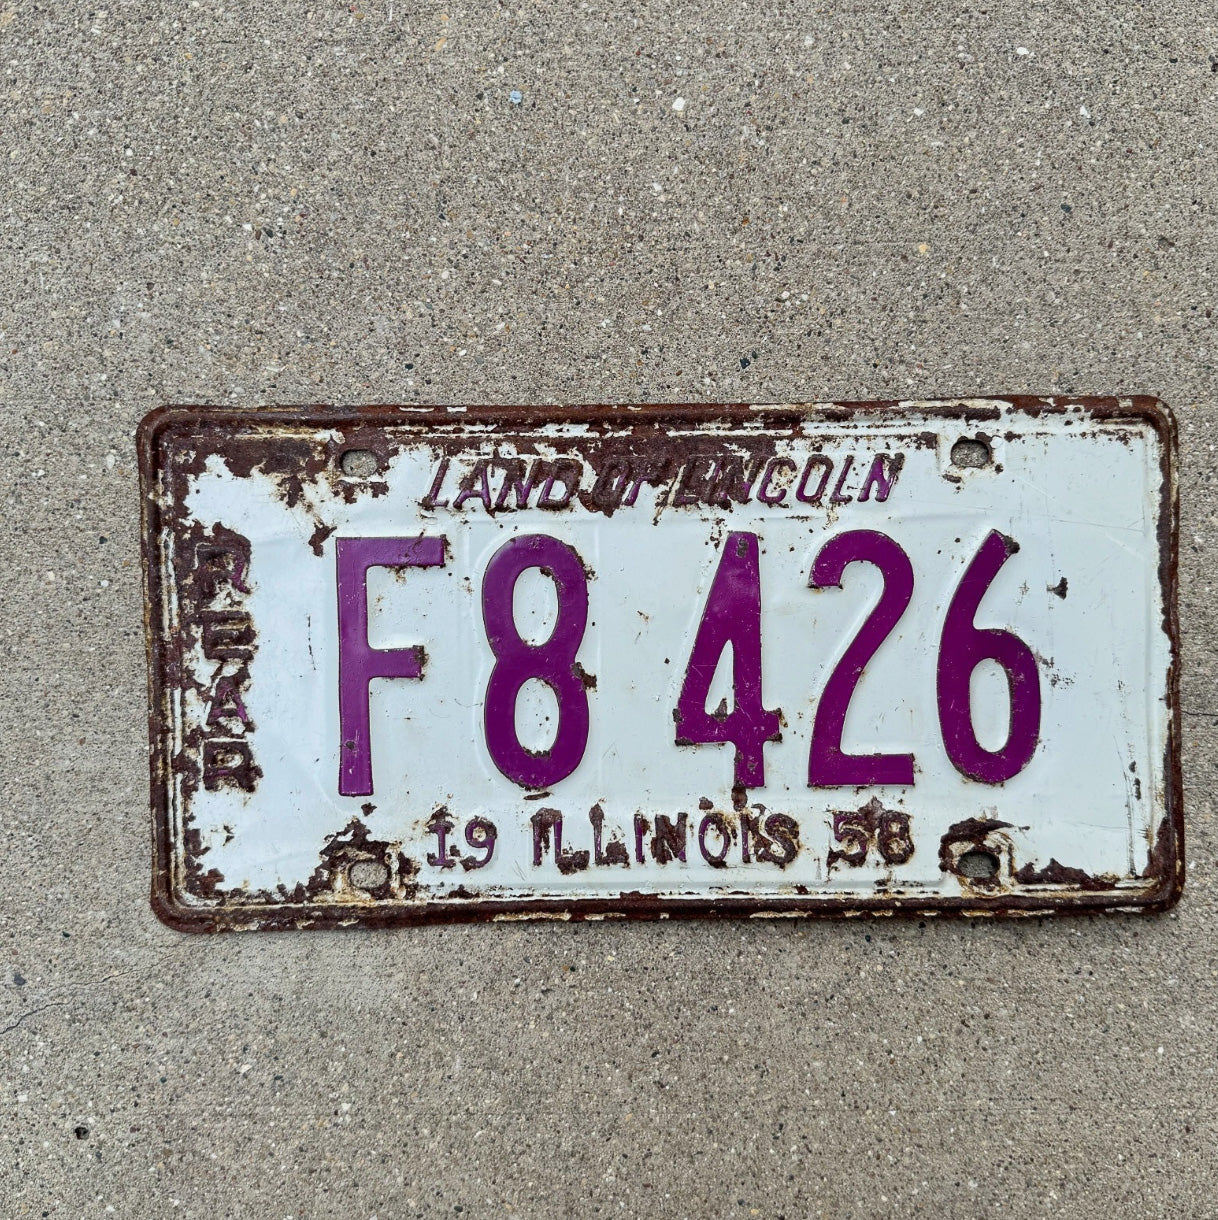 LAND OF LINCOLN
REAR
F8 426
19 ILLINOIS 58